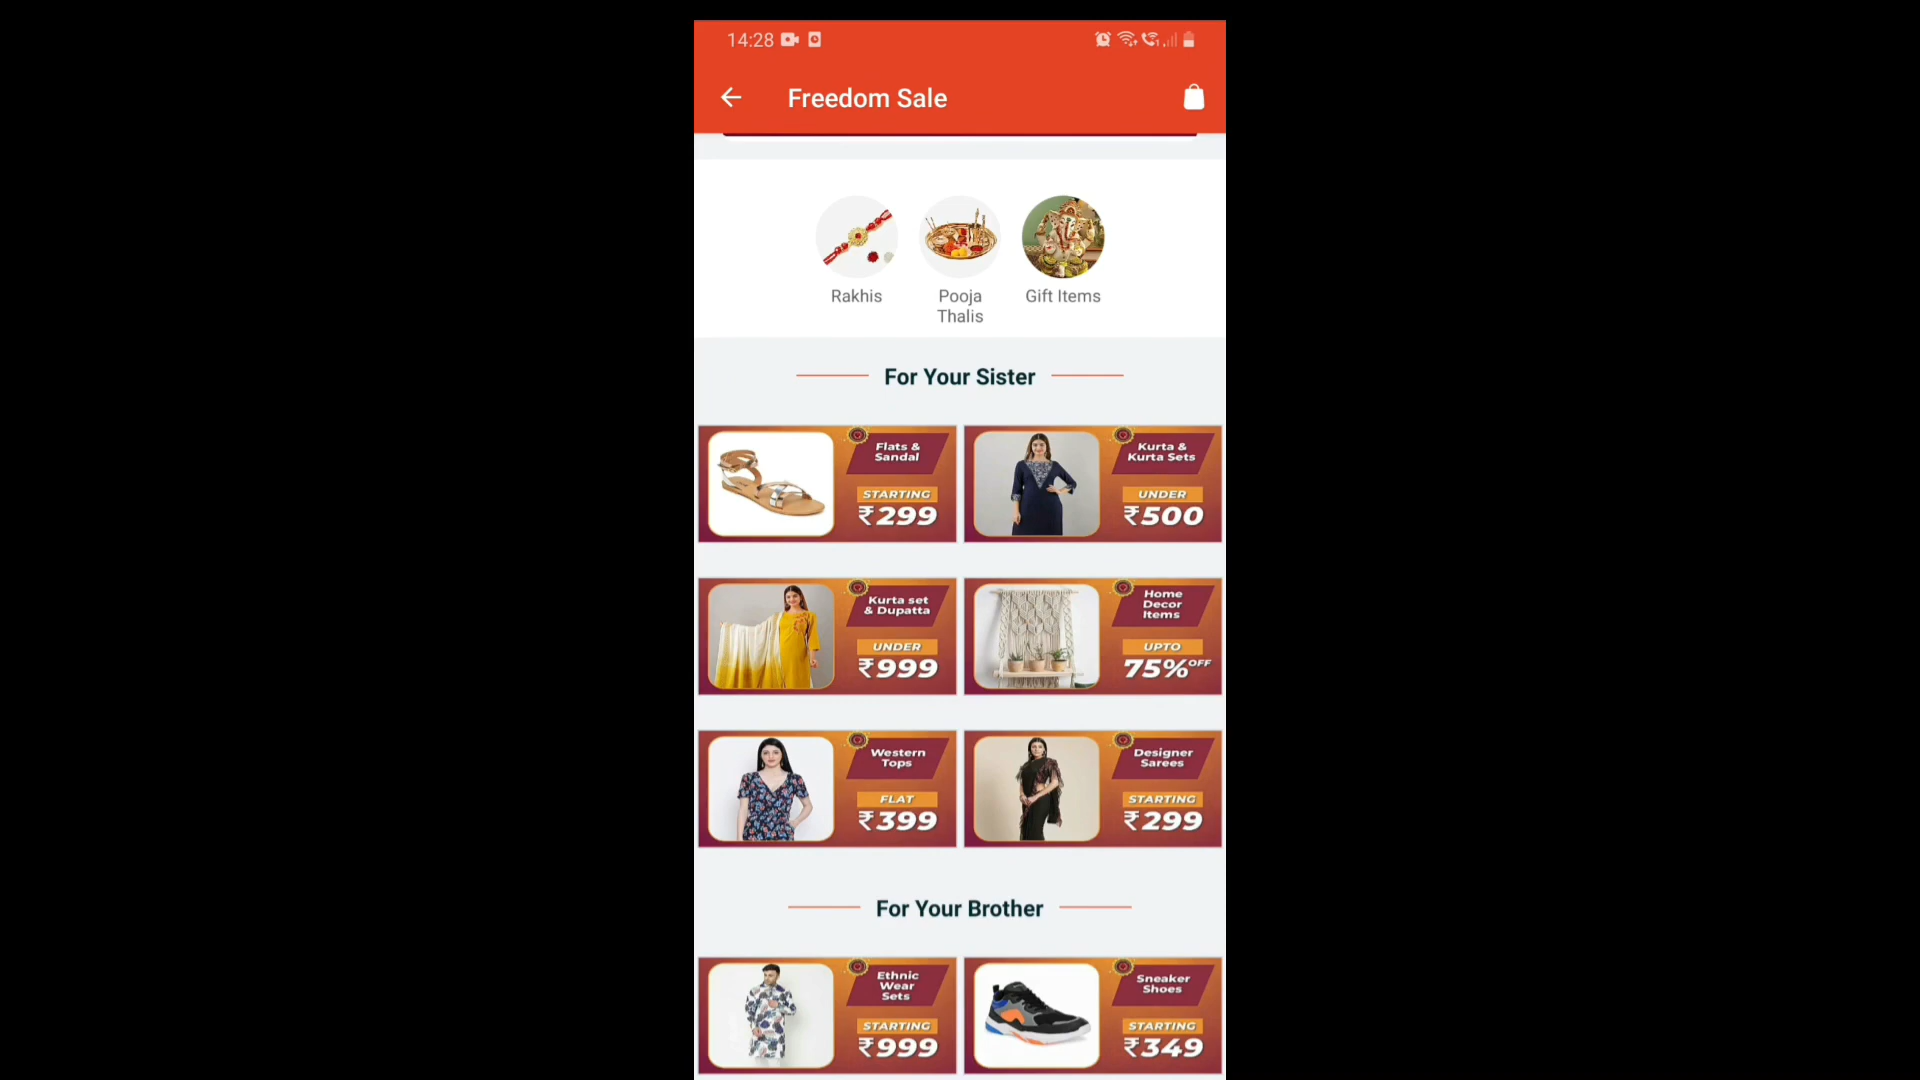 14:28
Freedom Sale
Rakhis
Pooja
Thalis
Gift Items
For Your Sister
Flats &
Sandal
STARTING
₹299
Kurta &
Kurta Sets
UNDER
₹500
Kurta set
& Dupatta
UNDER
₹999
Home
Decor
Items
UPTO
75% OFF
Western
Tops
FLAT
₹399
Designer
Sarees
STARTING
₹299
For Your Brother
Ethnic
Wear
Sets
STARTING
₹999
Sneaker
Shoes
STARTING
₹349